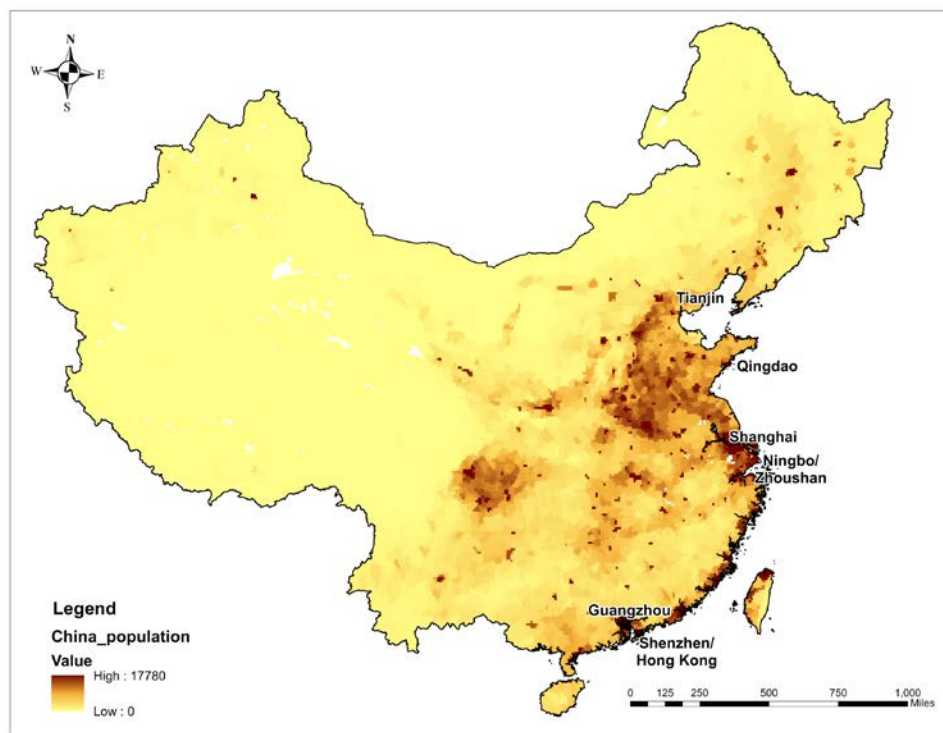 N
W E
S
Tianjin
Qingdao
Shanghai
Ningbo/
Zhoushan
Guangzhou
Shenzhen/
Hong Kong
Legend
China_population
Value
High : 17780
Low : 0
0 125 250 500 750 1,000
Miles